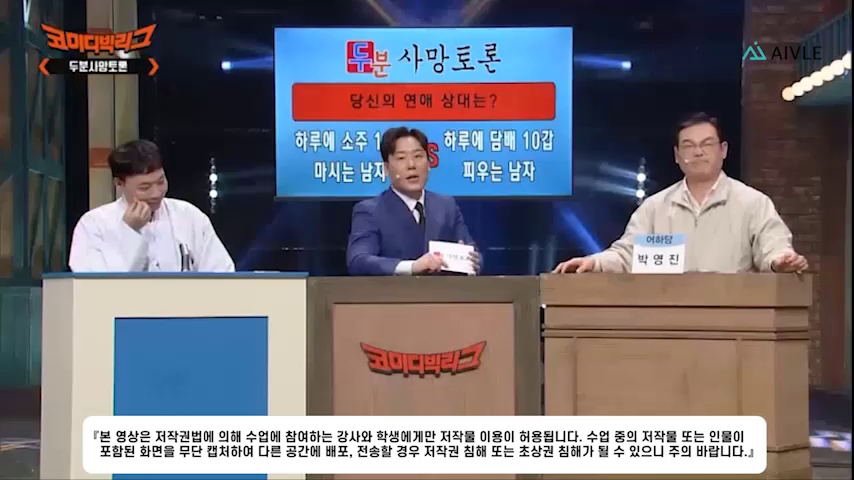 코미디빅리그
두분사망토론
AIVLE
두분 사망토론
당신의 연애 상대는?
하루에 소주 1
마시는 남자
VS
하루에 담배 10갑
피우는 남자
어하당
박영진
코미디빅리그
『본 영상은 저작권법에 의해 수업에 참여하는 강사와 학생에게만 저작물 이용이 허용됩니다. 수업 중의 저작물 또는 인물이
포함된 화면을 무단 캡처하여 다른 공간에 배포, 전송할 경우 저작권 침해 또는 초상권 침해가 될 수 있으니 주의 바랍니다.』